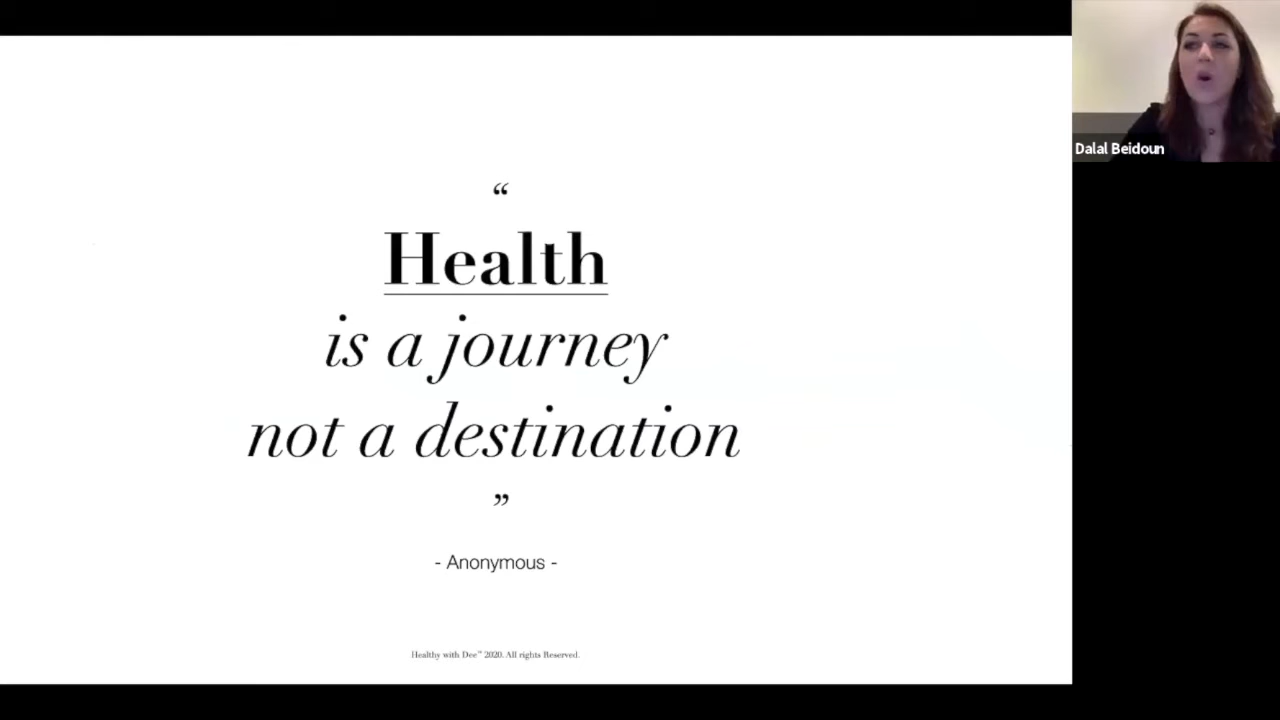 “
Health
is a journey
not a destination
”
- Anonymous -
Healthy with Dee™ 2020. All rights Reserved.
Dalal Beidoun